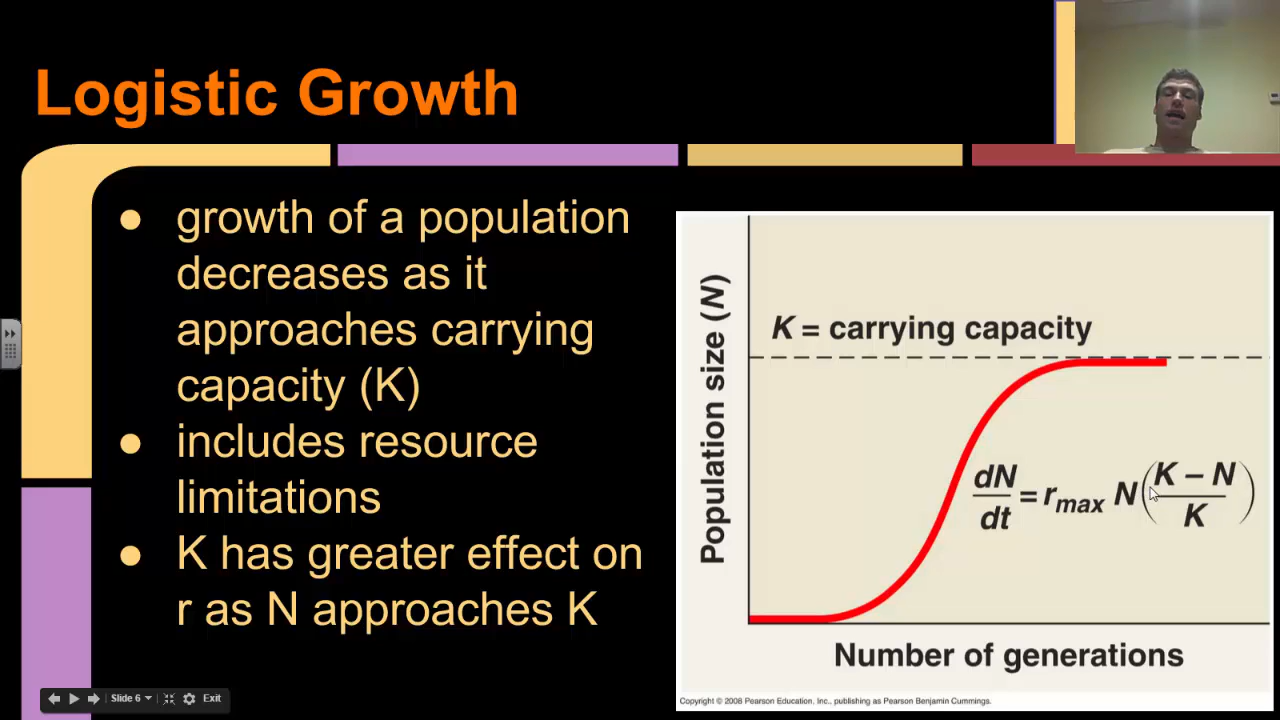 Logistic Growth
● growth of a population
decreases as it
approaches carrying
capacity (K)
● includes resource
limitations
● K has greater effect on
r as N approaches K
Population size (N)
K = carrying capacity
dN/dt = rmax N(K – N/K)
Number of generations
Copyright © 2008 Pearson Education, Inc., publishing as Pearson Benjamin Cummings.
Slide 6
Exit